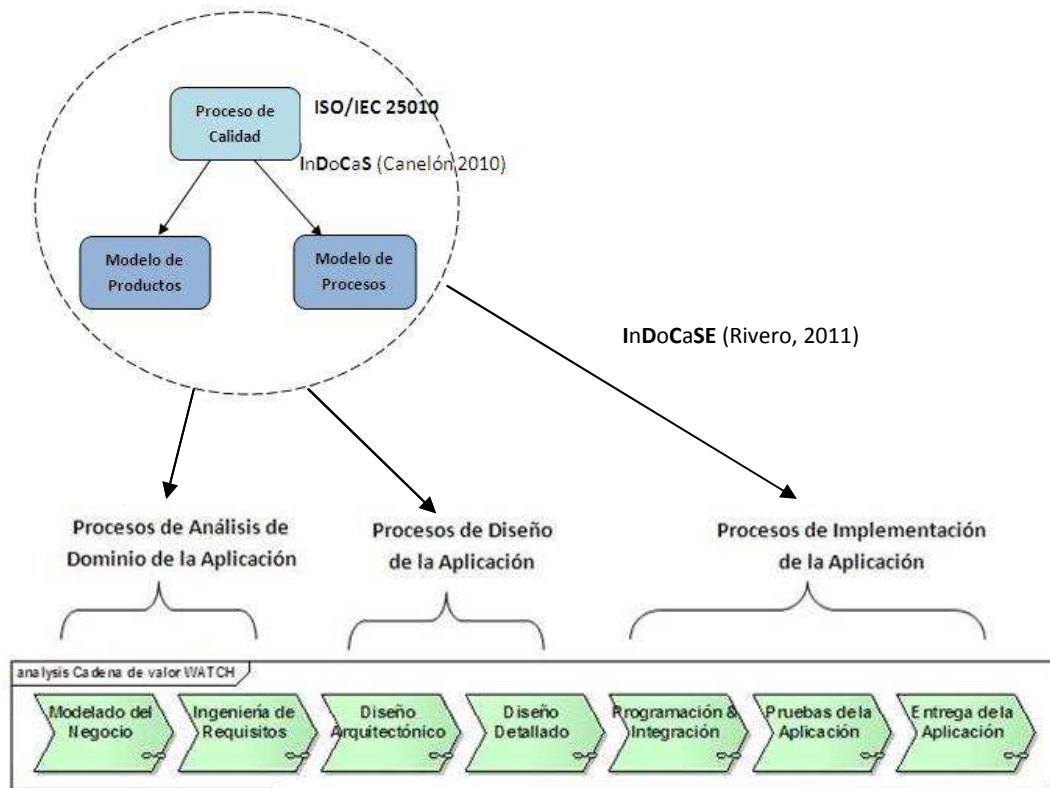 Proceso de
Calidad
ISO/IEC 25010
InDoCaS (Canelón 2010)
Modelo de
Productos
Modelo de
Procesos
InDoCaSE (Rivero, 2011)
Procesos de Análisis de
Dominio de la Aplicación
Procesos de Diseño
de la Aplicación
Procesos de Implementación
de la Aplicación
analysis Cadena de valor WATCH
Modelado del
Negocio
Ingeniería de
Requisitos
Diseño
Arquitectónico
Diseño
Detallado
Programación &
Integración
Pruebas de la
Aplicación
Entrega de la
Aplicación